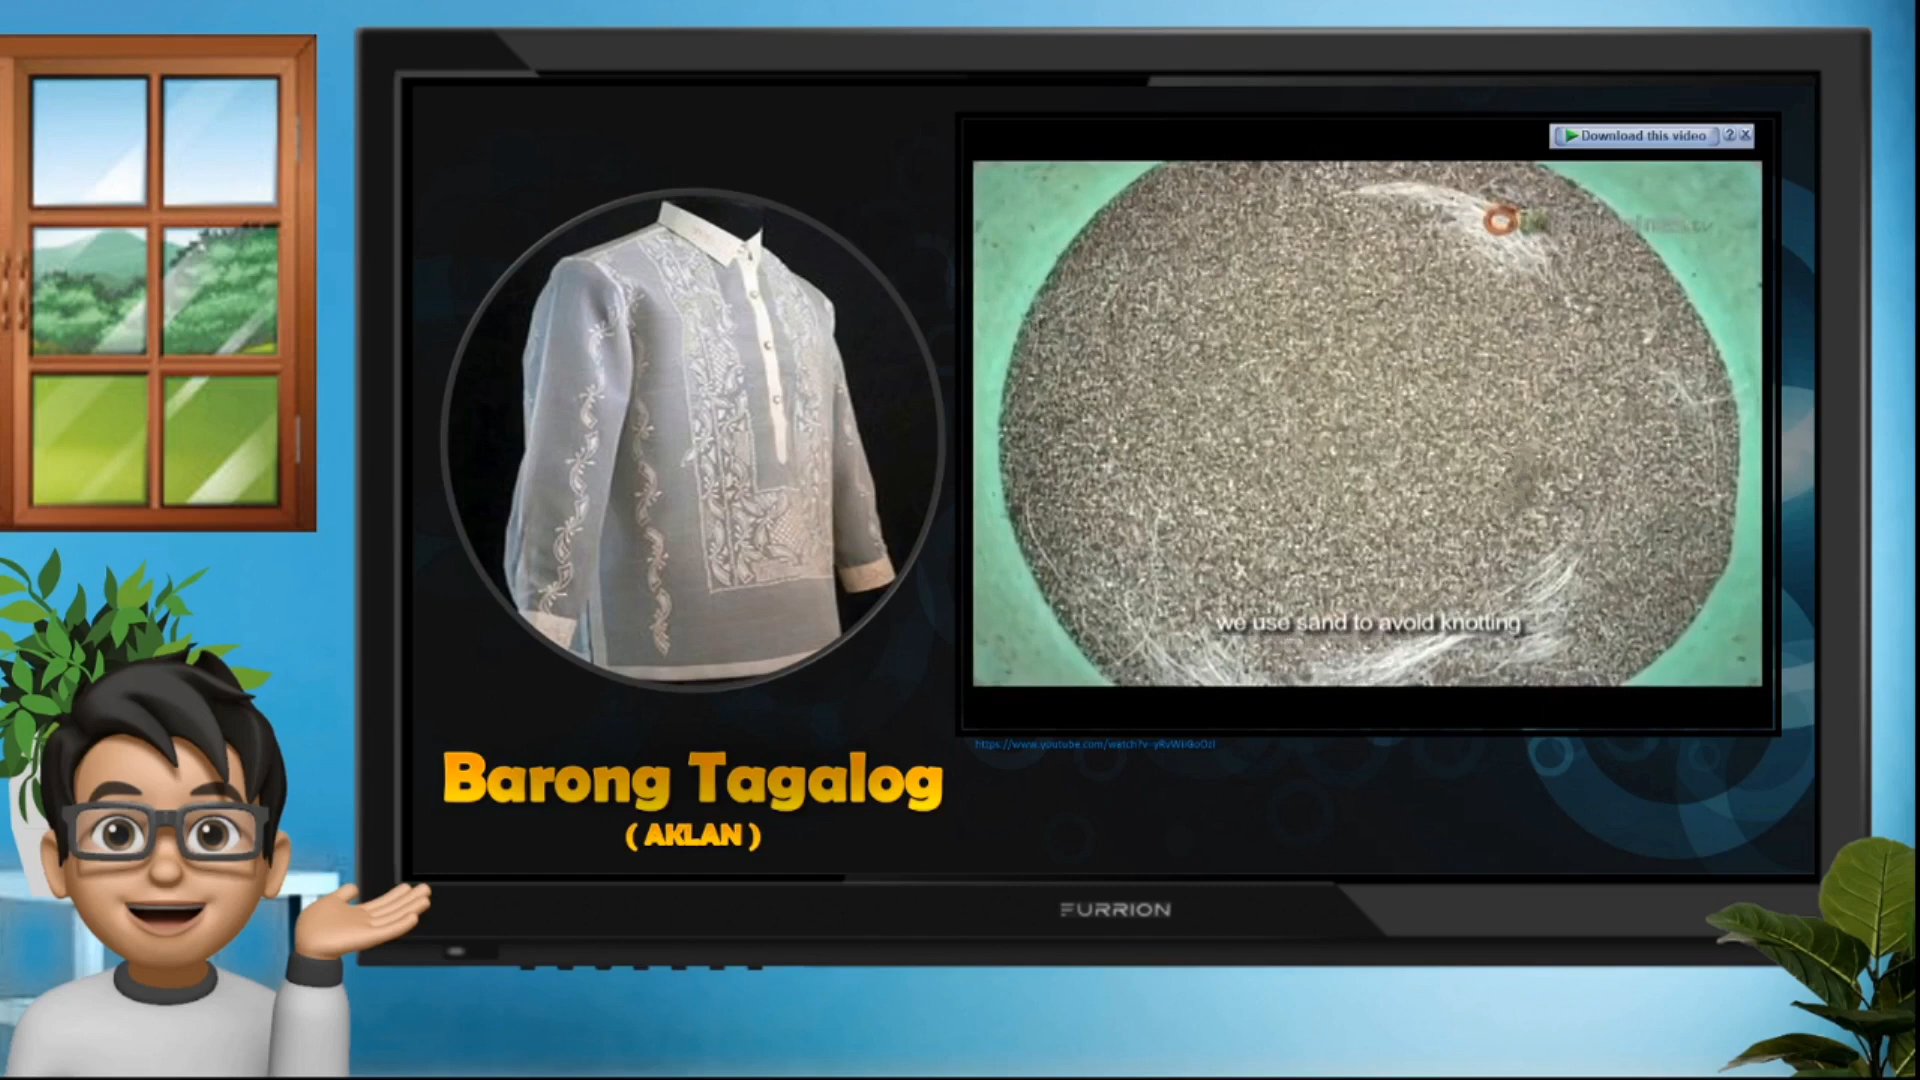 Download this video ? X
we use sand to avoid knotting
Barong Tagalog
( AKLAN )
FURRION